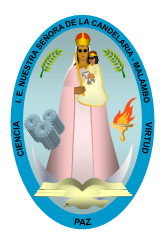 I. E. NUESTRA SEÑORA DE LA CANDELARIA - MALAMBO
CIENCIA
VIRTUD
PAZ